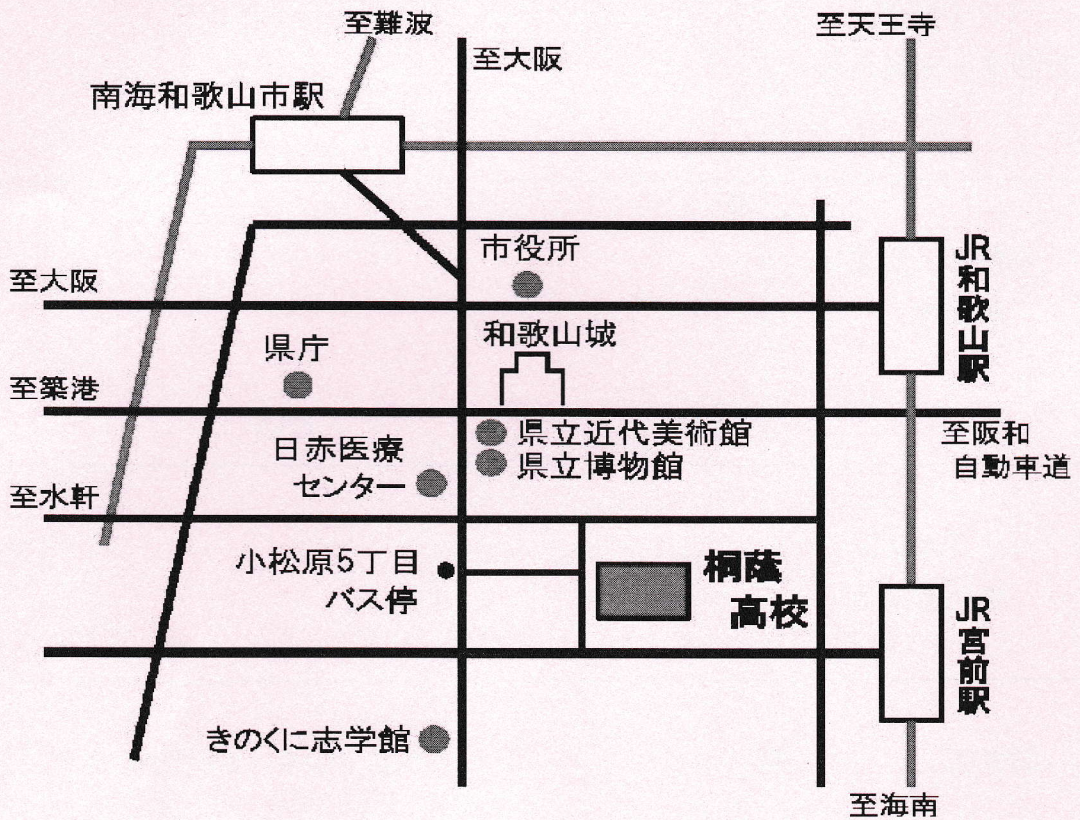 至難波
至天王寺
至大阪
南海和歌山市駅
市役所
JR和歌山駅
至大阪
和歌山城
県庁
至築港
県立近代美術館
至阪和
自動車道
日赤医療
センター
県立博物館
至水軒
小松原5丁目
バス停
桐蔭
高校
JR宮前駅
きのくに志学館
至海南